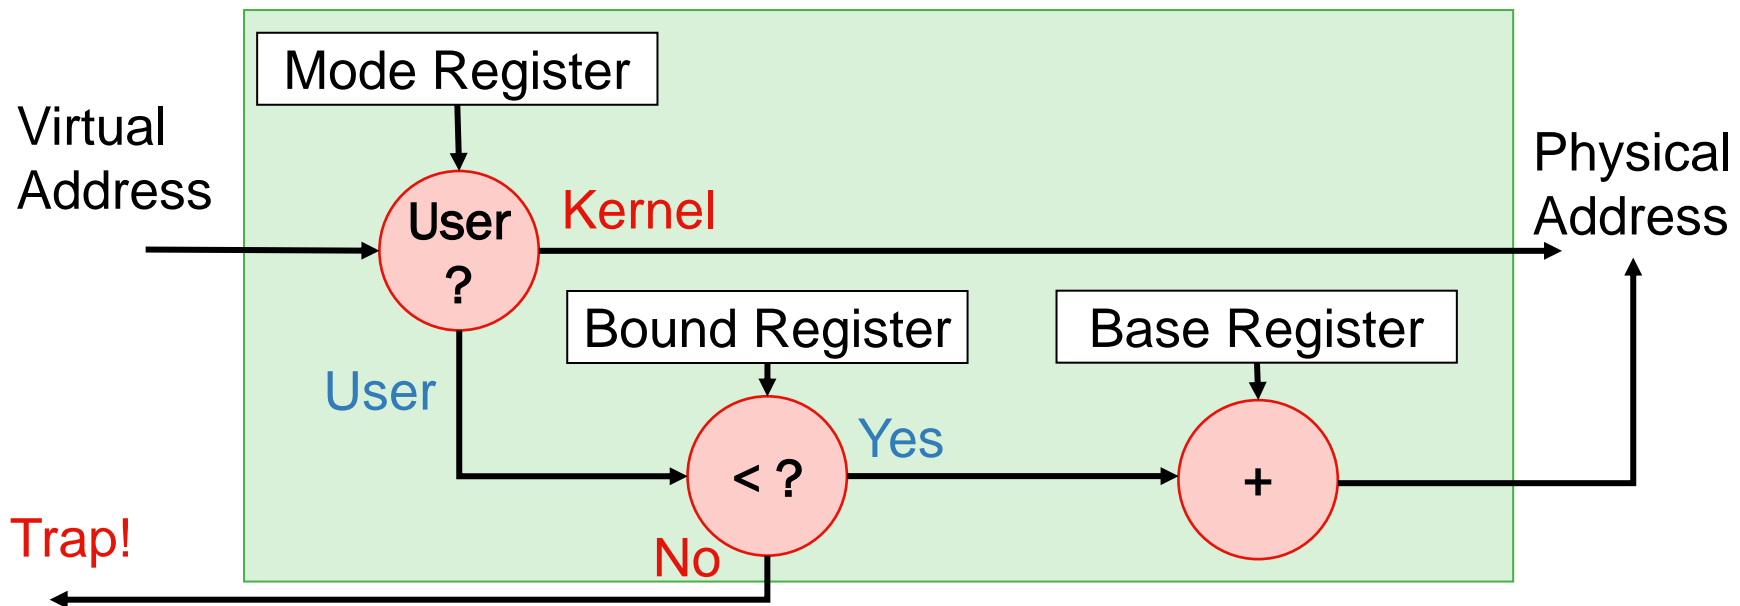 Mode Register
Virtual
Address
Physical
Address
User
?
Kernel
Bound Register
Base Register
User
Yes
< ?
+
Trap!
No